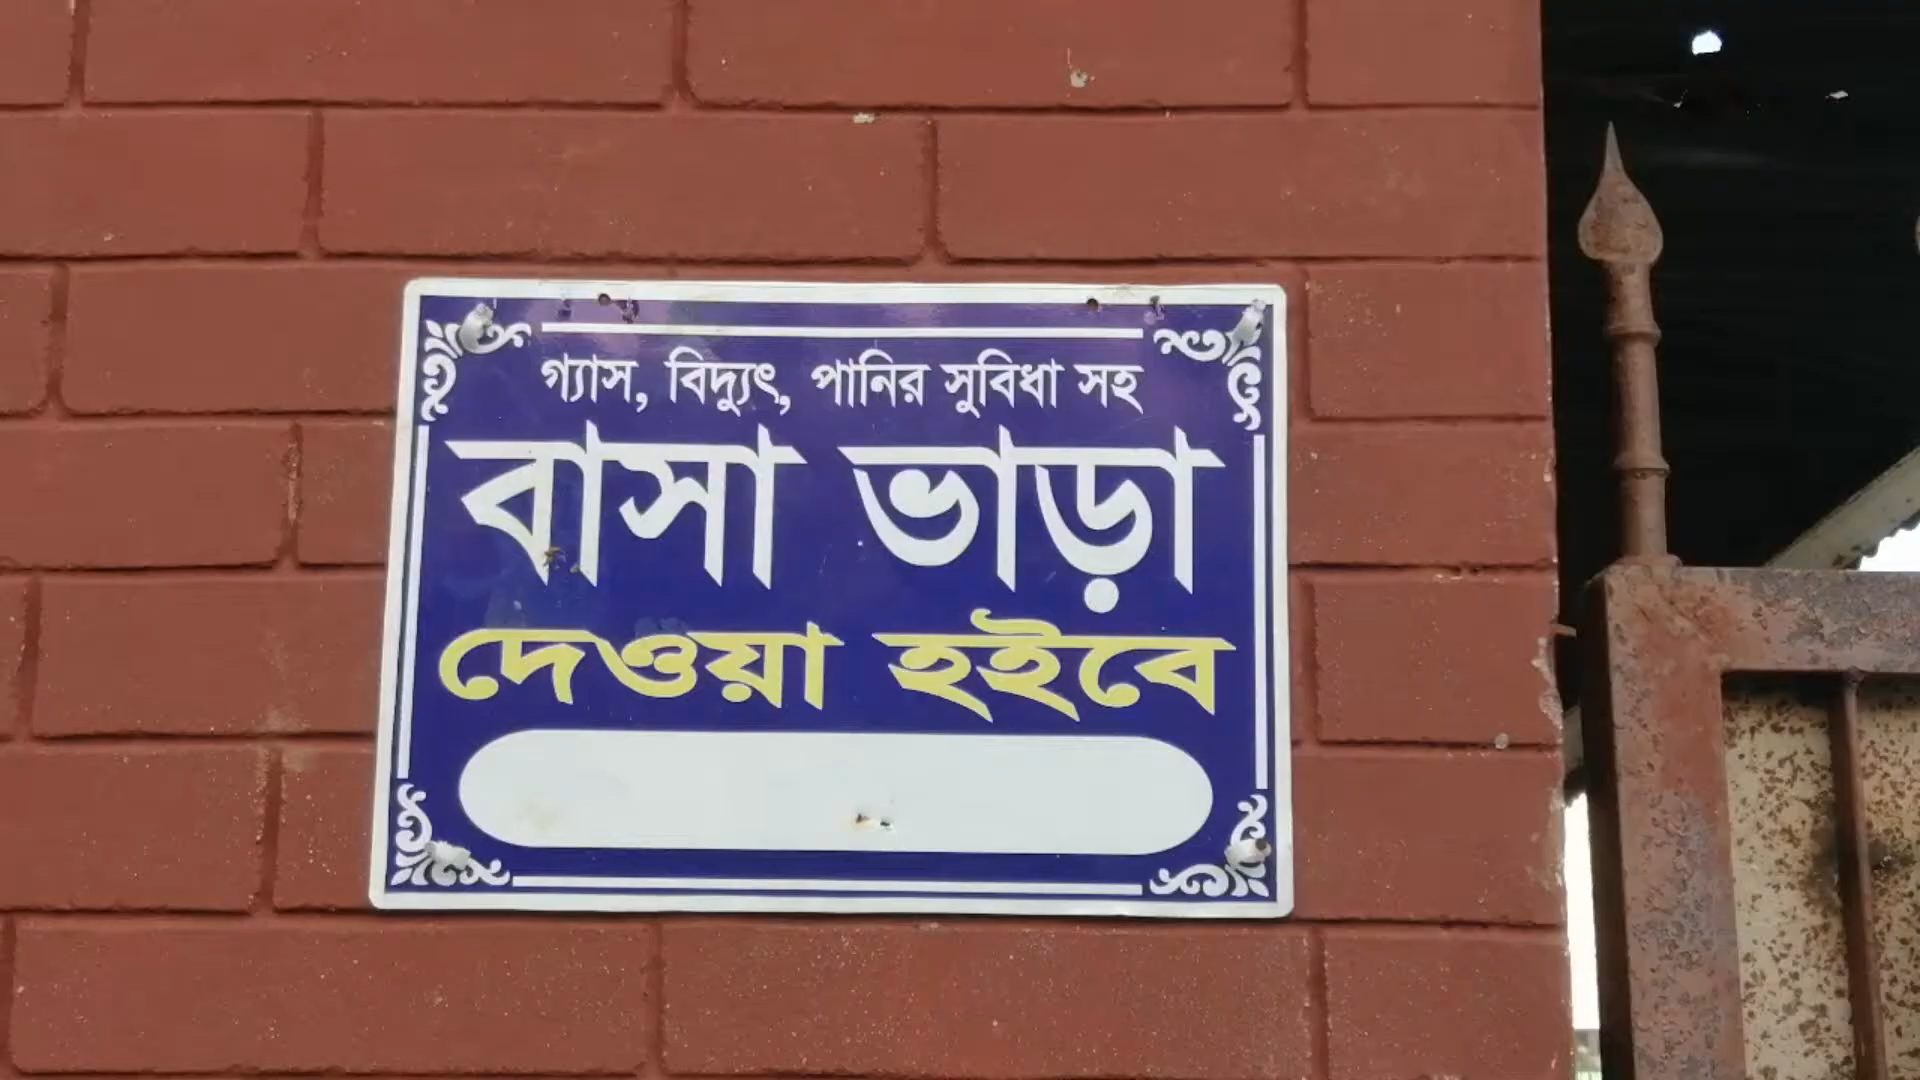 গ্যাস, বিদ্যুৎ, পানির সুবিধা সহ
বাসা ভাড়া
দেওয়া হইবে